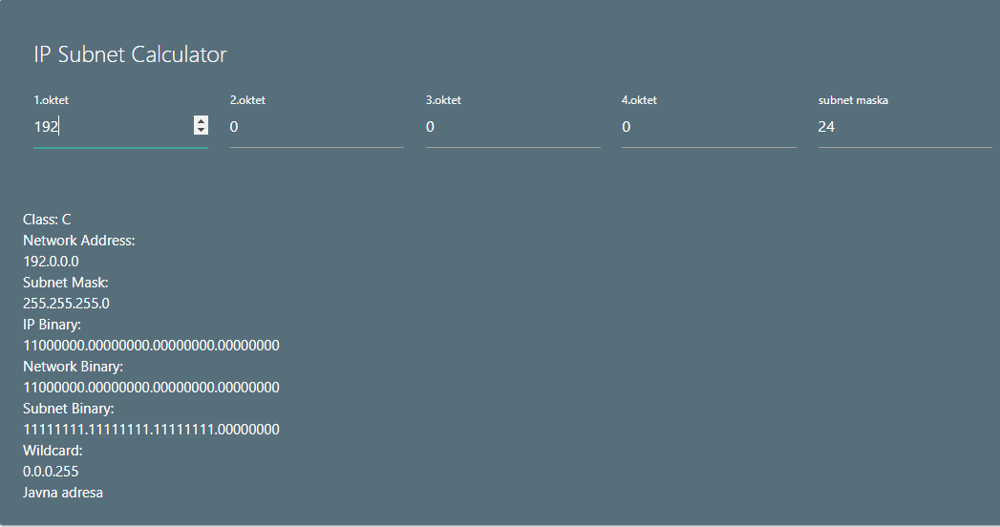 IP Subnet Calculator
1.oktet 2.oktet 3.oktet 4.oktet subnet maska
192 0 0 0 24
Class: C
Network Address:
192.0.0.0
Subnet Mask:
255.255.255.0
IP Binary:
11000000.00000000.00000000.00000000
Network Binary:
11000000.00000000.00000000.00000000
Subnet Binary:
11111111.11111111.11111111.00000000
Wildcard:
0.0.0.255
Javna adresa